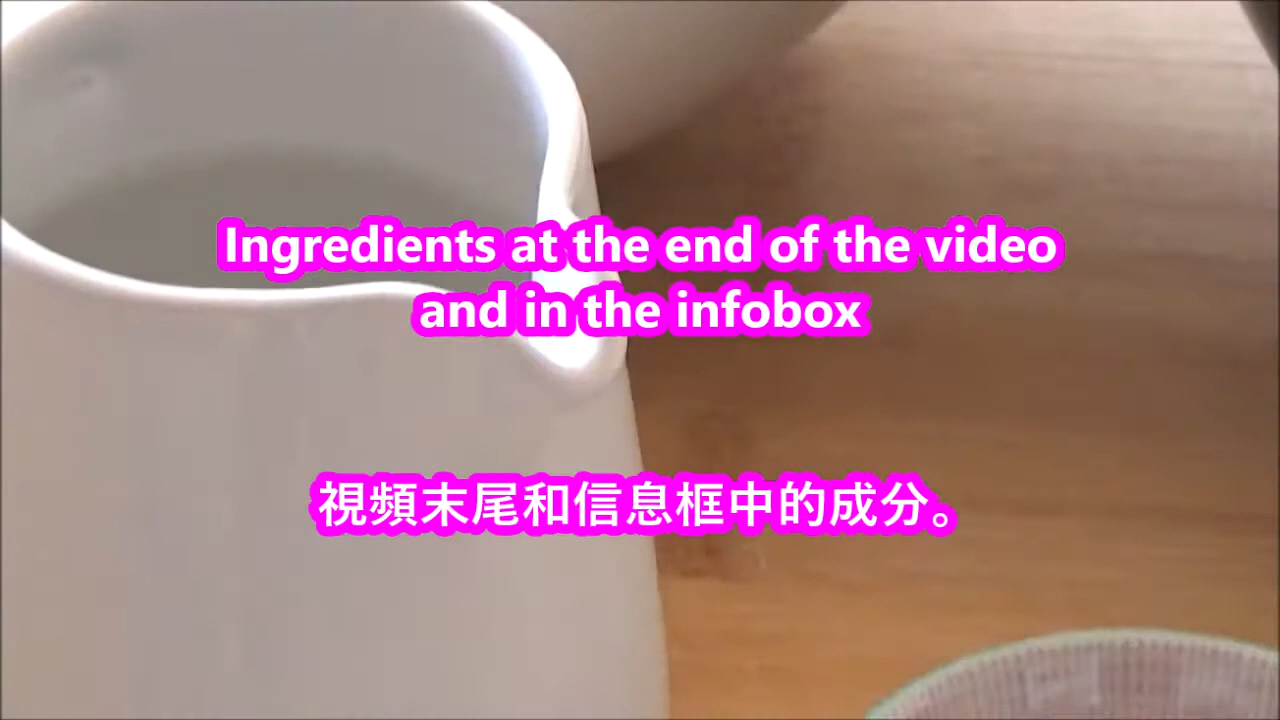 Ingredients at the end of the video
and in the infobox
視頻末尾和信息框中的成分。